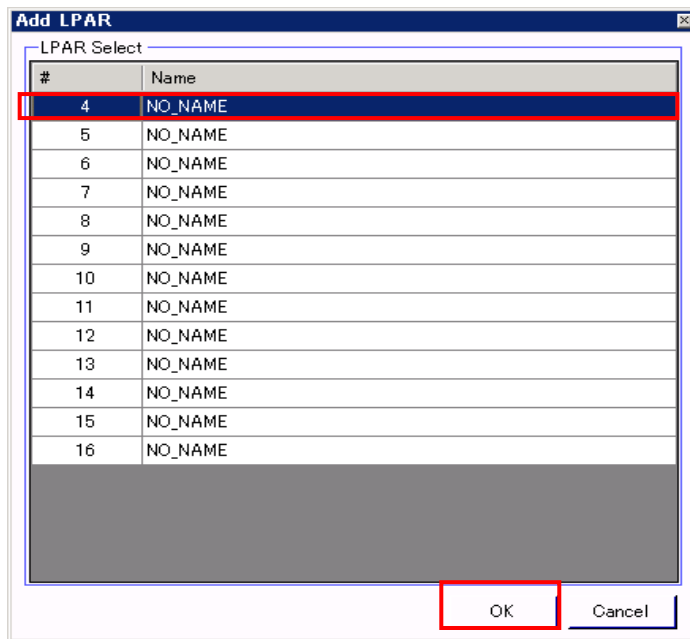 Add LPAR
LPAR Select
# Name
4 NO_NAME
5 NO_NAME
6 NO_NAME
7 NO_NAME
8 NO_NAME
9 NO_NAME
10 NO_NAME
11 NO_NAME
12 NO_NAME
13 NO_NAME
14 NO_NAME
15 NO_NAME
16 NO_NAME
OK Cancel